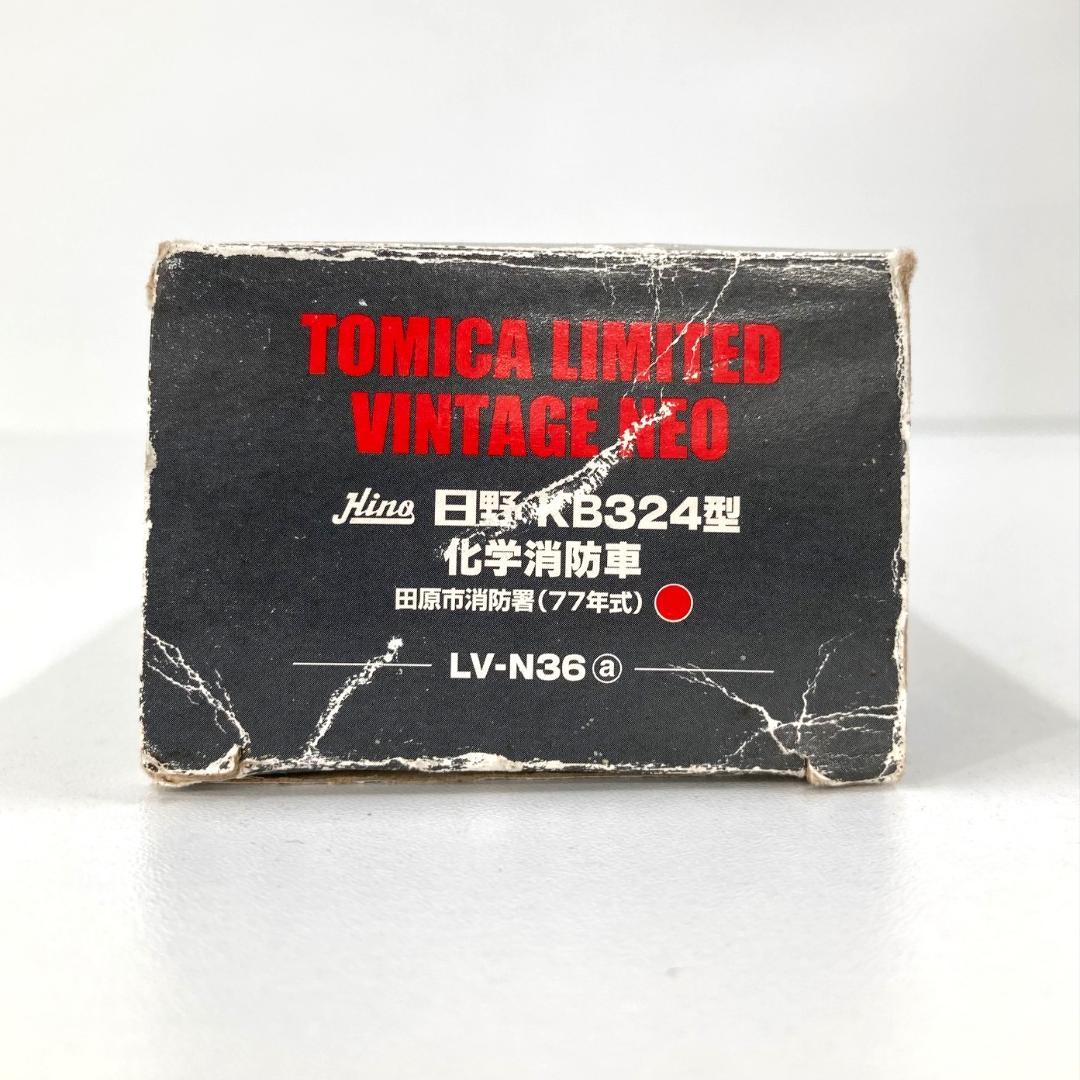 TOMICA LIMITED
VINTAGE NEO
Hino 日野 KB324型
化学消防車
田原市消防署(77年式)
LV-N36 ⓐ